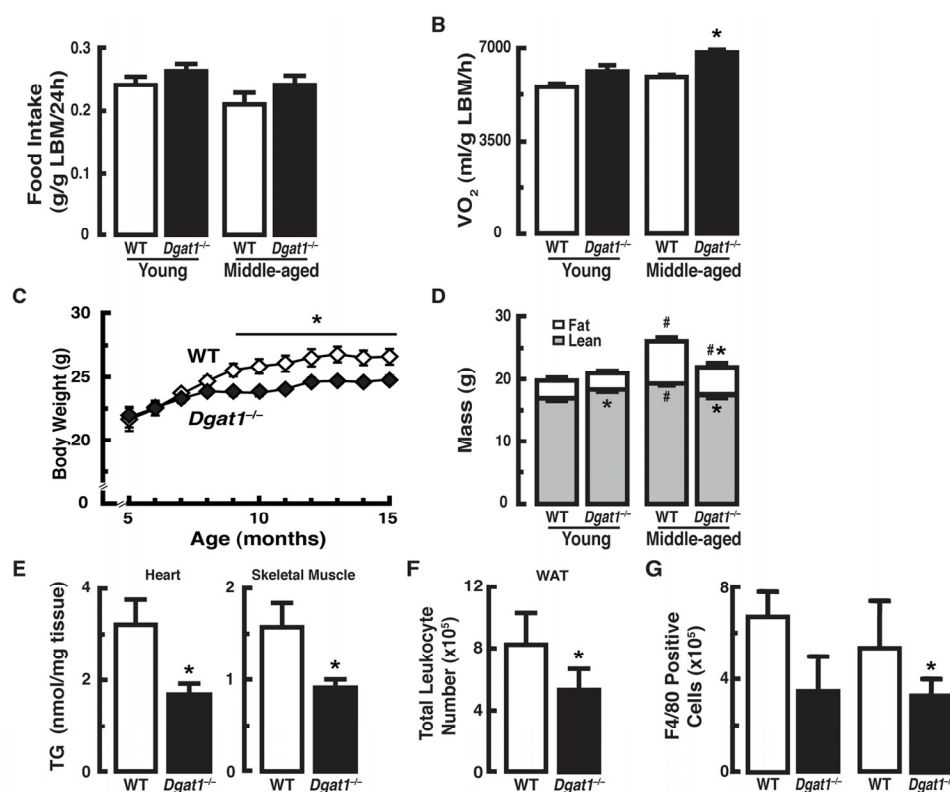 B
0.3
0.2
0.1
0
Food Intake
(g/g LBM/24h)
WT Dgat1–/– WT Dgat1–/–
Young Middle-aged
7000
3500
0
VO2 (ml/g LBM/h)
*
WT Dgat1–/– WT Dgat1–/–
Young Middle-aged
C
30
25
20
0
Body Weight (g)
*
WT
Dgat1–/–
5 10 15
Age (months)
D
30
20
10
0
Mass (g)
Fat
Lean
#
#*
*
#
*
WT Dgat1–/– WT Dgat1–/–
Young Middle-aged
E
Heart
4
2
0
TG (nmol/mg tissue)
*
WT Dgat1–/–
Skeletal Muscle
2
1
0
*
WT Dgat1–/–
F
WAT
12
8
4
0
Total Leukocyte
Number (x10⁵)
*
WT Dgat1–/–
G
8
4
0
F4/80 Positive
Cells (x10⁵)
*
WT Dgat1–/– WT Dgat1–/